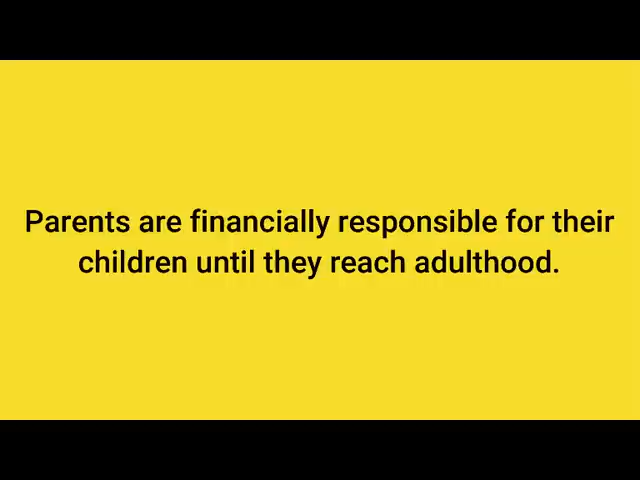 Parents are financially responsible for their
children until they reach adulthood.